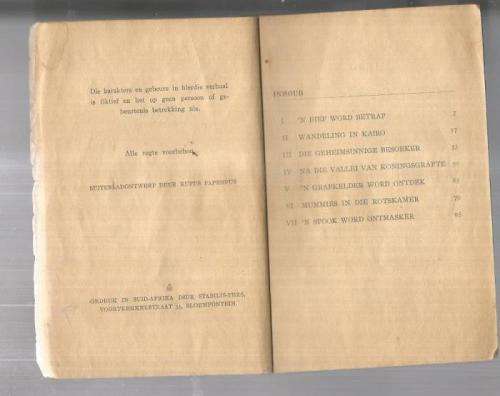 Die karakters en gebeure in hierdie verhaal
is fiktief en het op geen persoon of ge-
beurtenis betrekking nie.
Alle regte voorbehou.
BUITEBLADONTWERP DEUR RUFUS PAPENFUS
GEDRUK IN SUID-AFRIKA DEUR STABILIS-PERS,
VOORTREKKERSTRAAT 31, BLOEMFONTEIN
INHOUD
I 'N DIEF WORD BETRAP
II WANDELING IN KAIRO
III DIE GEHEIMSINNIGE BESOEKER
IV NA DIE VALLEI VAN KONINGSGRAFTE
V 'N GRAFKELDER WORD ONTDEK
VI MUMMIES IN DIE ROTSKAMER
VII 'N SPOOK WORD ONTMASKER